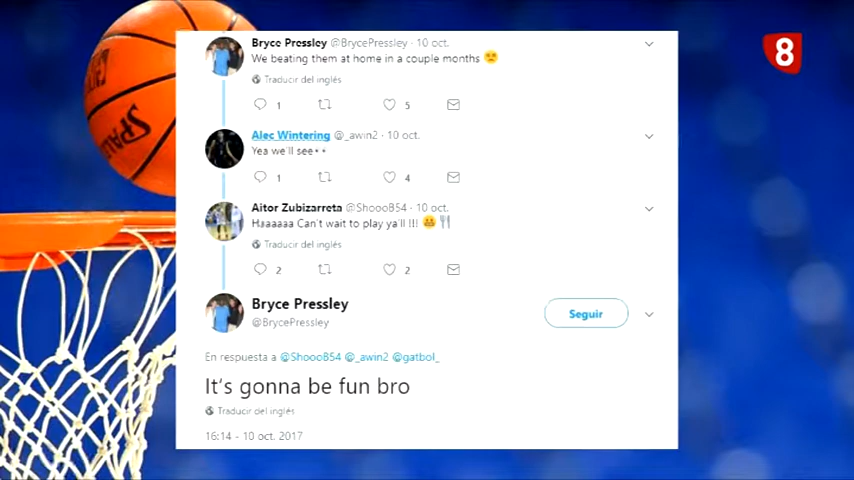 8
SPALDING
Bryce Pressley @BrycePressley · 10 oct.
We beating them at home in a couple months
Traducir del inglés
1 5
Alec Wintering @_awin2 · 10 oct.
Yea we'll see••
1 4
Aitor Zubizarreta @ShoooB54 · 10 oct.
Haaaaaa Can't wait to play ya'll !!!
Traducir del inglés
2 2
Bryce Pressley
@BrycePressley
Seguir
En respuesta a @ShoooB54 @_awin2 @gatbol_
It's gonna be fun bro
Traducir del inglés
16:14 - 10 oct. 2017